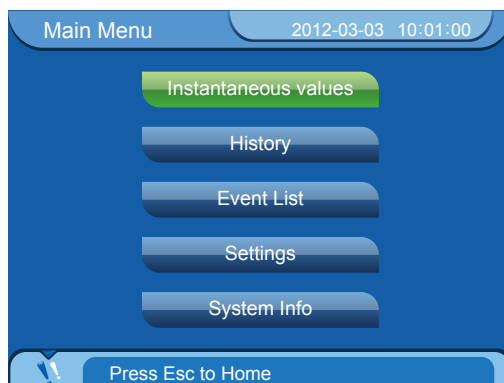 Main Menu 2012-03-03 10:01:00
Instantaneous values
History
Event List
Settings
System Info
Press Esc to Home